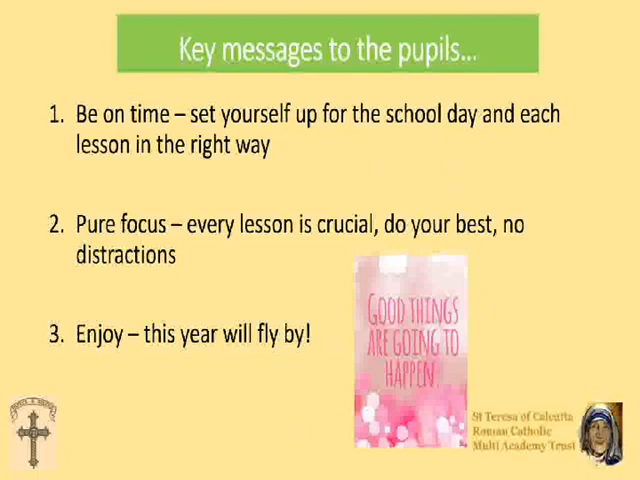 Key messages to the pupils...
1. Be on time – set yourself up for the school day and each
lesson in the right way
2. Pure focus – every lesson is crucial, do your best, no
distractions
3. Enjoy – this year will fly by!
GOOD THINGS
ARE GOING TO
HAPPEN.
St Teresa of Calcutta
Roman Catholic
Multi Academy Trust